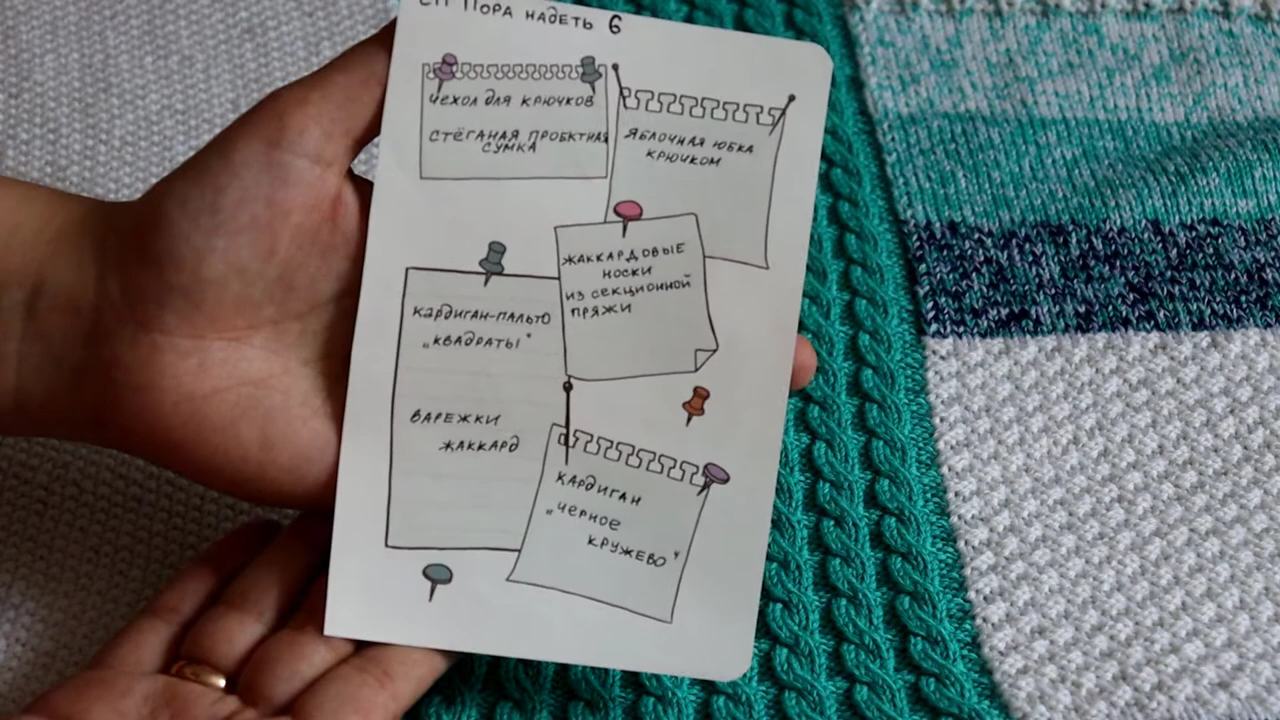 СП ПОРА НАДЕТЬ 6
ЧЕХОЛ ДЛЯ КРЮЧКОВ
СТЁГАНАЯ ПРОЕКТНАЯ
СУМКА
ЯБЛОЧНАЯ ЮБКА
КРЮЧКОМ
ЖАККАРДОВЫЕ
НОСКИ
ИЗ СЕКЦИОННОЙ
ПРЯЖИ
КАРДИГАН-ПАЛЬТО
„КВАДРАТЫ"
ВАРЕЖКИ
ЖАККАРД
КАРДИГАН
„ЧЕРНОЕ
КРУЖЕВО"